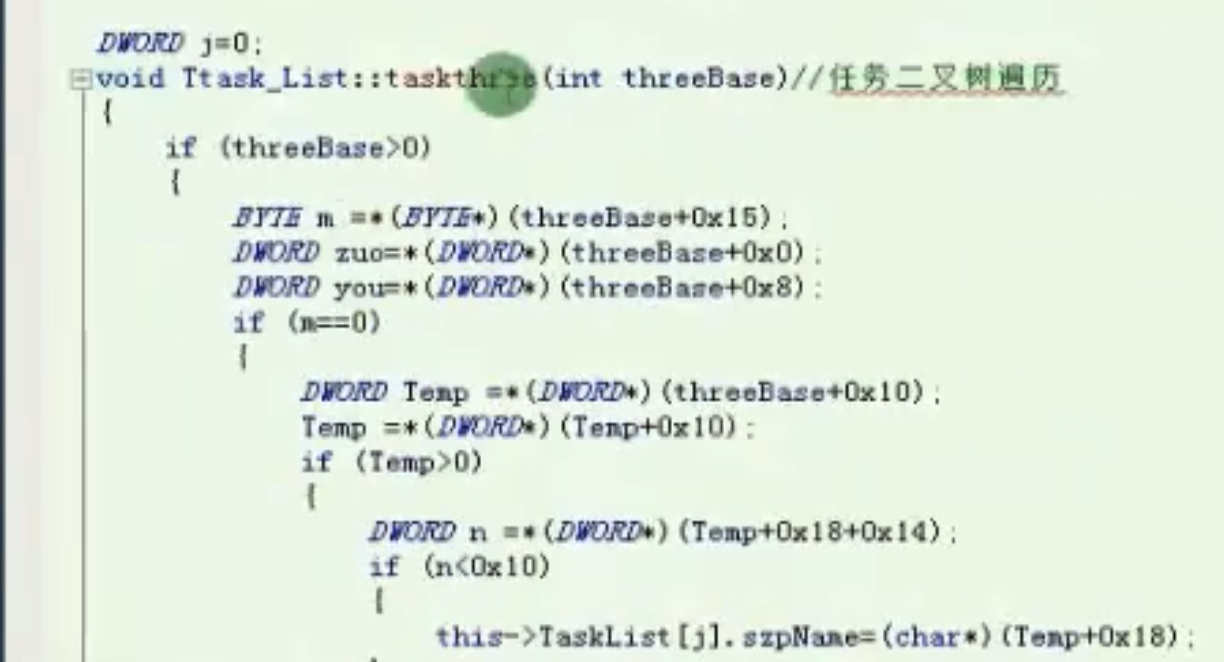 DWORD j=0;
void Ttask_List::taskthree(int threeBase)//任务二叉树遍历
{
if (threeBase>0)
{
BYTE m =*(BYTE*)(threeBase+0x15);
DWORD zuo=*(DWORD*)(threeBase+0x0);
DWORD you=*(DWORD*)(threeBase+0x8);
if (m==0)
{
DWORD Temp =*(DWORD*)(threeBase+0x10);
Temp =*(DWORD*)(Temp+0x10);
if (Temp>0)
{
DWORD n =*(DWORD*)(Temp+0x18+0x14);
if (n<0x10)
{
this->TaskList[j].szpName=(char*)(Temp+0x18);